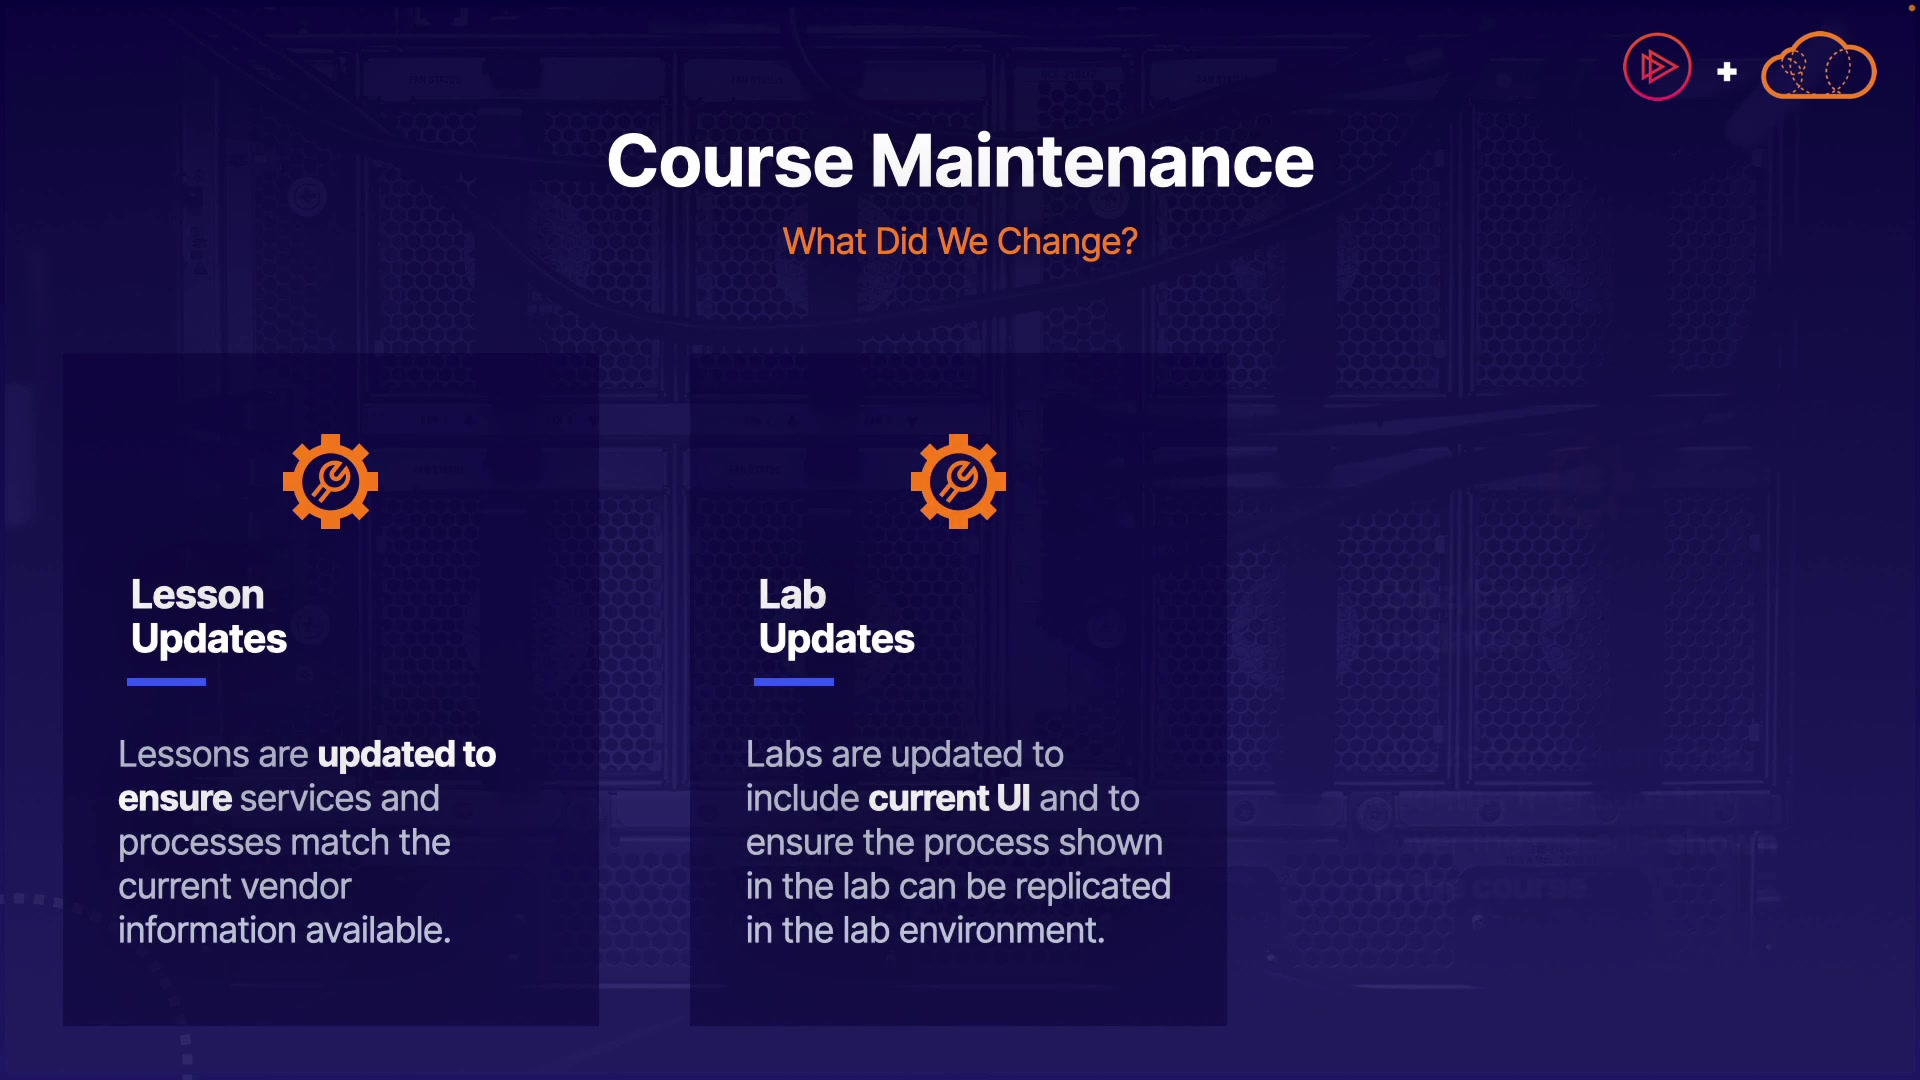 Course Maintenance
What Did We Change?
Lesson
Updates
Lessons are updated to
ensure services and
processes match the
current vendor
information available.
Lab
Updates
Labs are updated to
include current UI and to
ensure the process shown
in the lab can be replicated
in the lab environment.